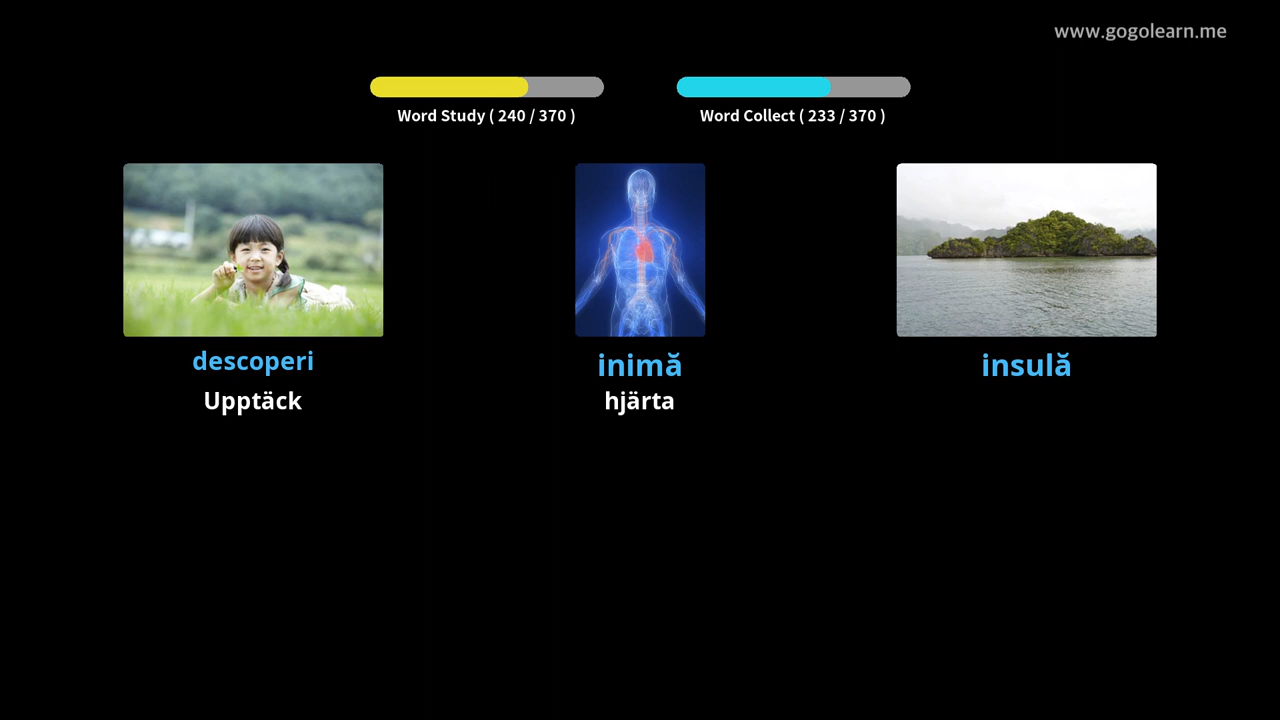 www.gogolearn.me
Word Study ( 240 / 370 )
Word Collect ( 233 / 370 )
descoperi
Upptäck
inimă
hjärta
insulă